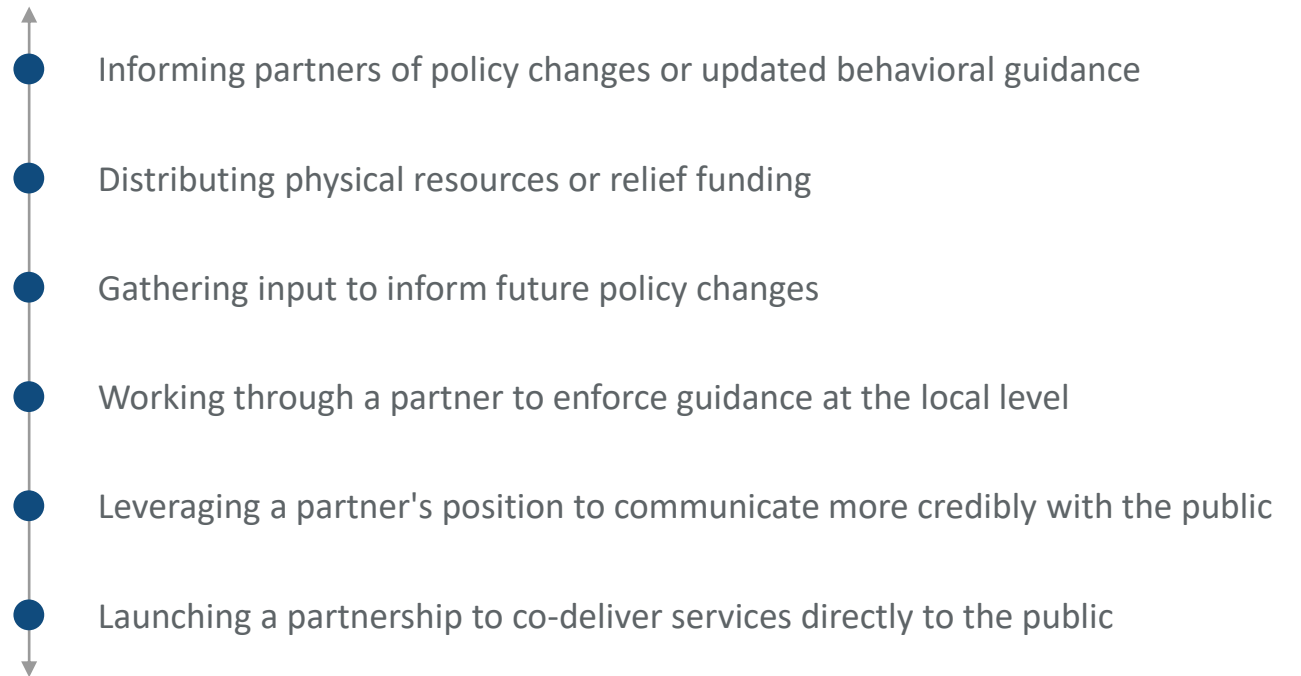 Informing partners of policy changes or updated behavioral guidance
Distributing physical resources or relief funding
Gathering input to inform future policy changes
Working through a partner to enforce guidance at the local level
Leveraging a partner's position to communicate more credibly with the public
Launching a partnership to co-deliver services directly to the public